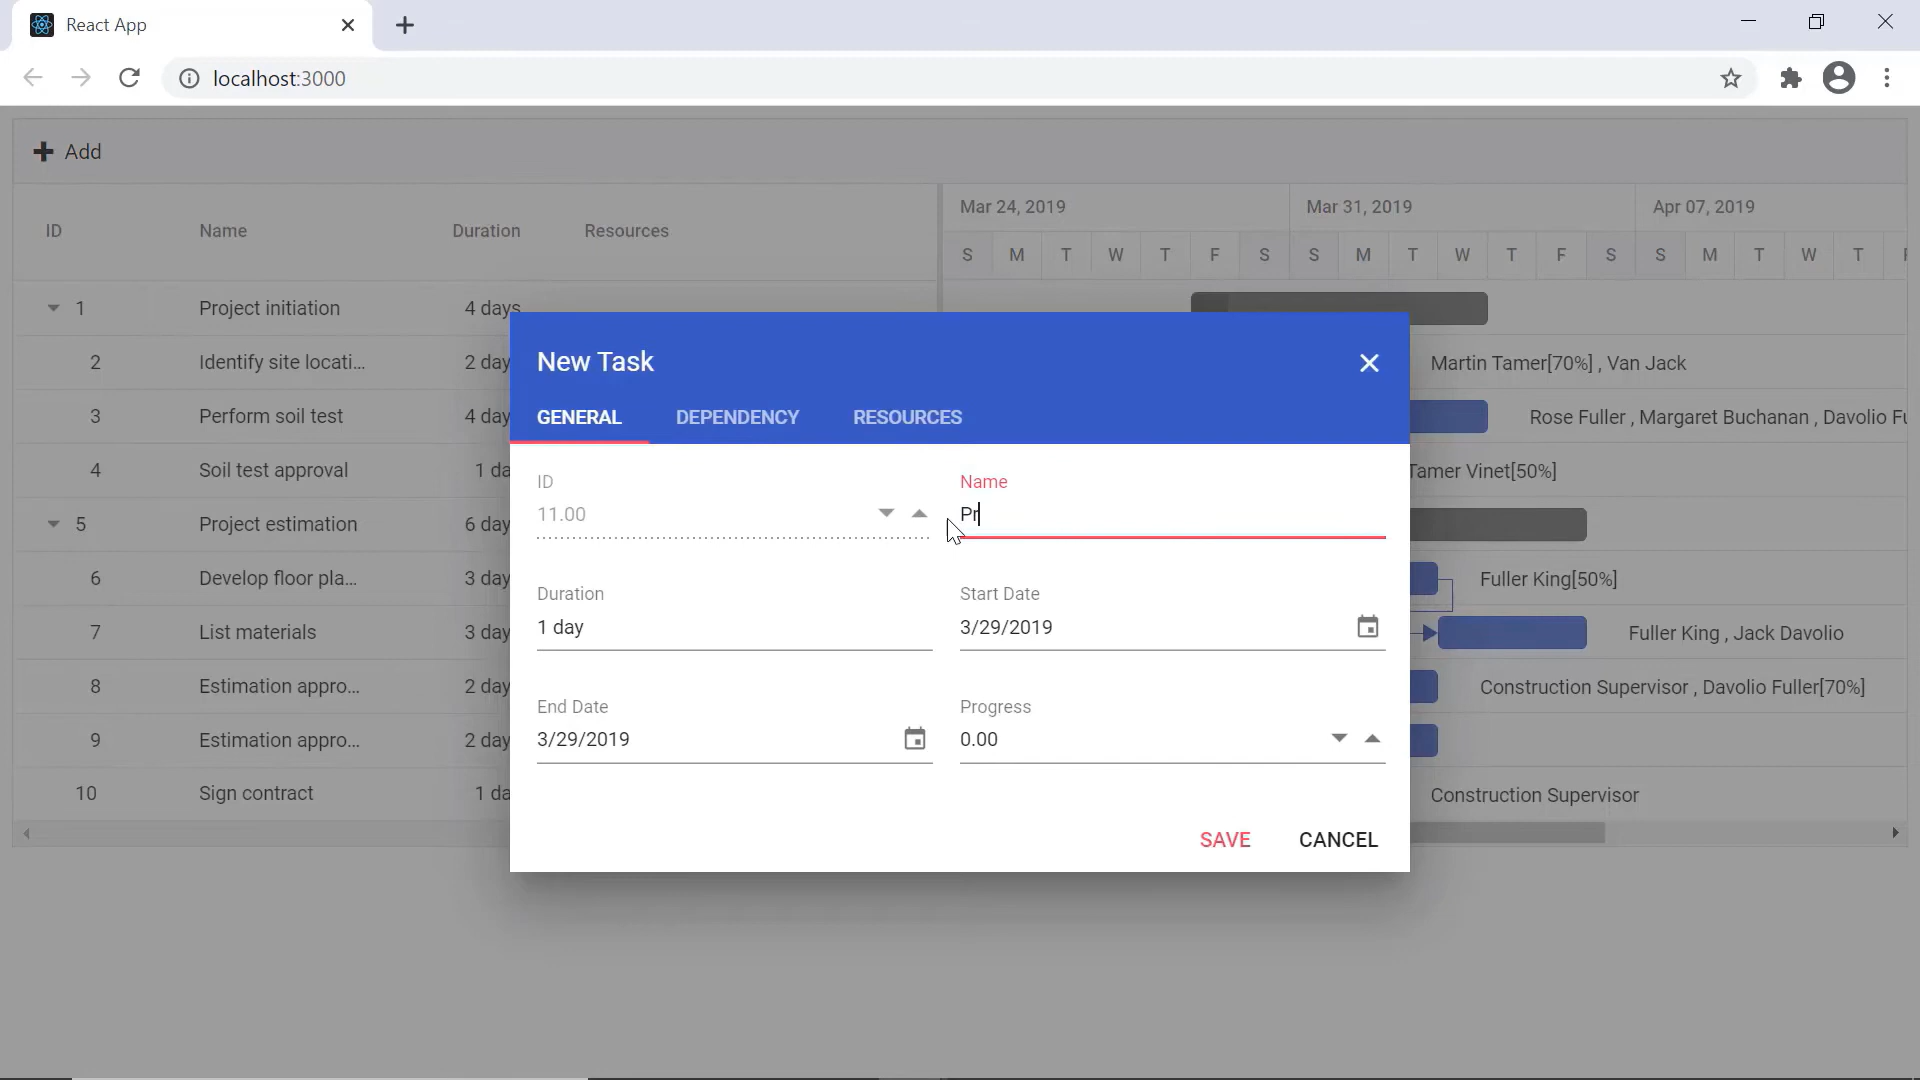 React App
localhost:3000
Add
ID Name Duration Resources
Mar 24, 2019 Mar 31, 2019 Apr 07, 2019
S M T W T F S S M T W T F S S M T W T
1 Project initiation 4 days
New Task
2 Identify site locati... 2 day
Martin Tamer[70%] , Van Jack
GENERAL DEPENDENCY RESOURCES
3 Perform soil test 4 day
Rose Fuller , Margaret Buchanan , Davolio Fu
4 Soil test approval 1 da
Tamer Vinet[50%]
ID Name
11.00 Pr
5 Project estimation 6 day
6 Develop floor pla... 3 day
Fuller King[50%]
Duration Start Date
1 day 3/29/2019
7 List materials 3 day
Fuller King , Jack Davolio
8 Estimation appro... 2 day
Construction Supervisor , Davolio Fuller[70%]
End Date Progress
3/29/2019 0.00
9 Estimation appro... 2 day
10 Sign contract 1 da
Construction Supervisor
SAVE CANCEL